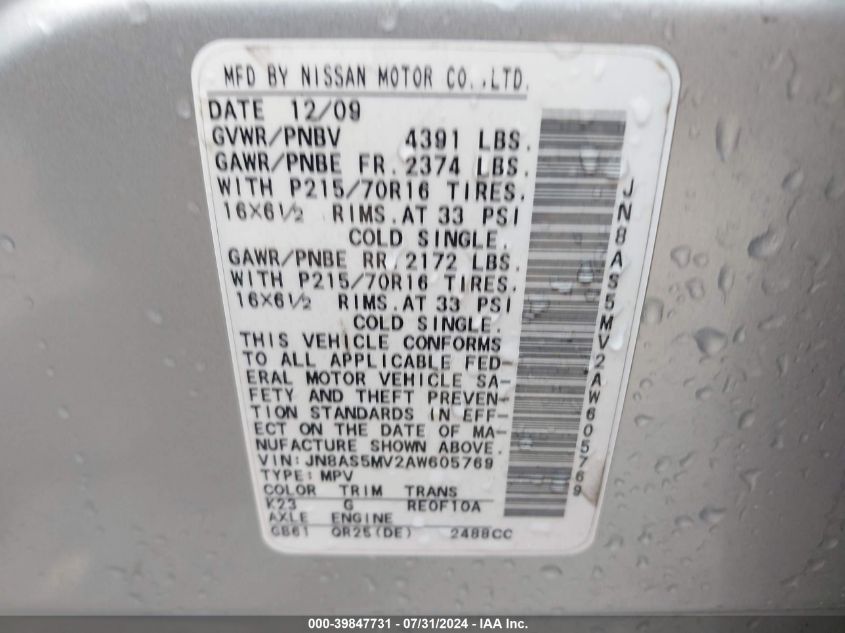 MFD BY NISSAN MOTOR CO.,LTD.
DATE 12/09
GVWR/PNBV 4391 LBS.
GAWR/PNBE FR. 2374 LBS.
WITH P215/70R16 TIRES.
16X6½ RIMS.AT 33 PSI
COLD SINGLE.
GAWR/PNBE RR/2172 LBS.
WITH P215/70R16 TIRES.
16X6½ RIMS.AT 33 PSI
COLD SINGLE.
THIS VEHICLE CONFORMS
TO ALL APPLICABLE FED-
ERAL MOTOR VEHICLE SA-
FETY AND THEFT PREVEN-
TION STANDARDS IN EFF-
ECT ON THE DATE OF MA-
NUFACTURE SHOWN ABOVE.
VIN: JN8AS5MV2AW605769
TYPE: MPV
COLOR TRIM TRANS
K23 G RE0F10A
AXLE ENGINE
GB61 QR25(DE) 2488CC
JN8AS5MV2AW605769
000-39847731 - 07/31/2024 - IAA Inc.